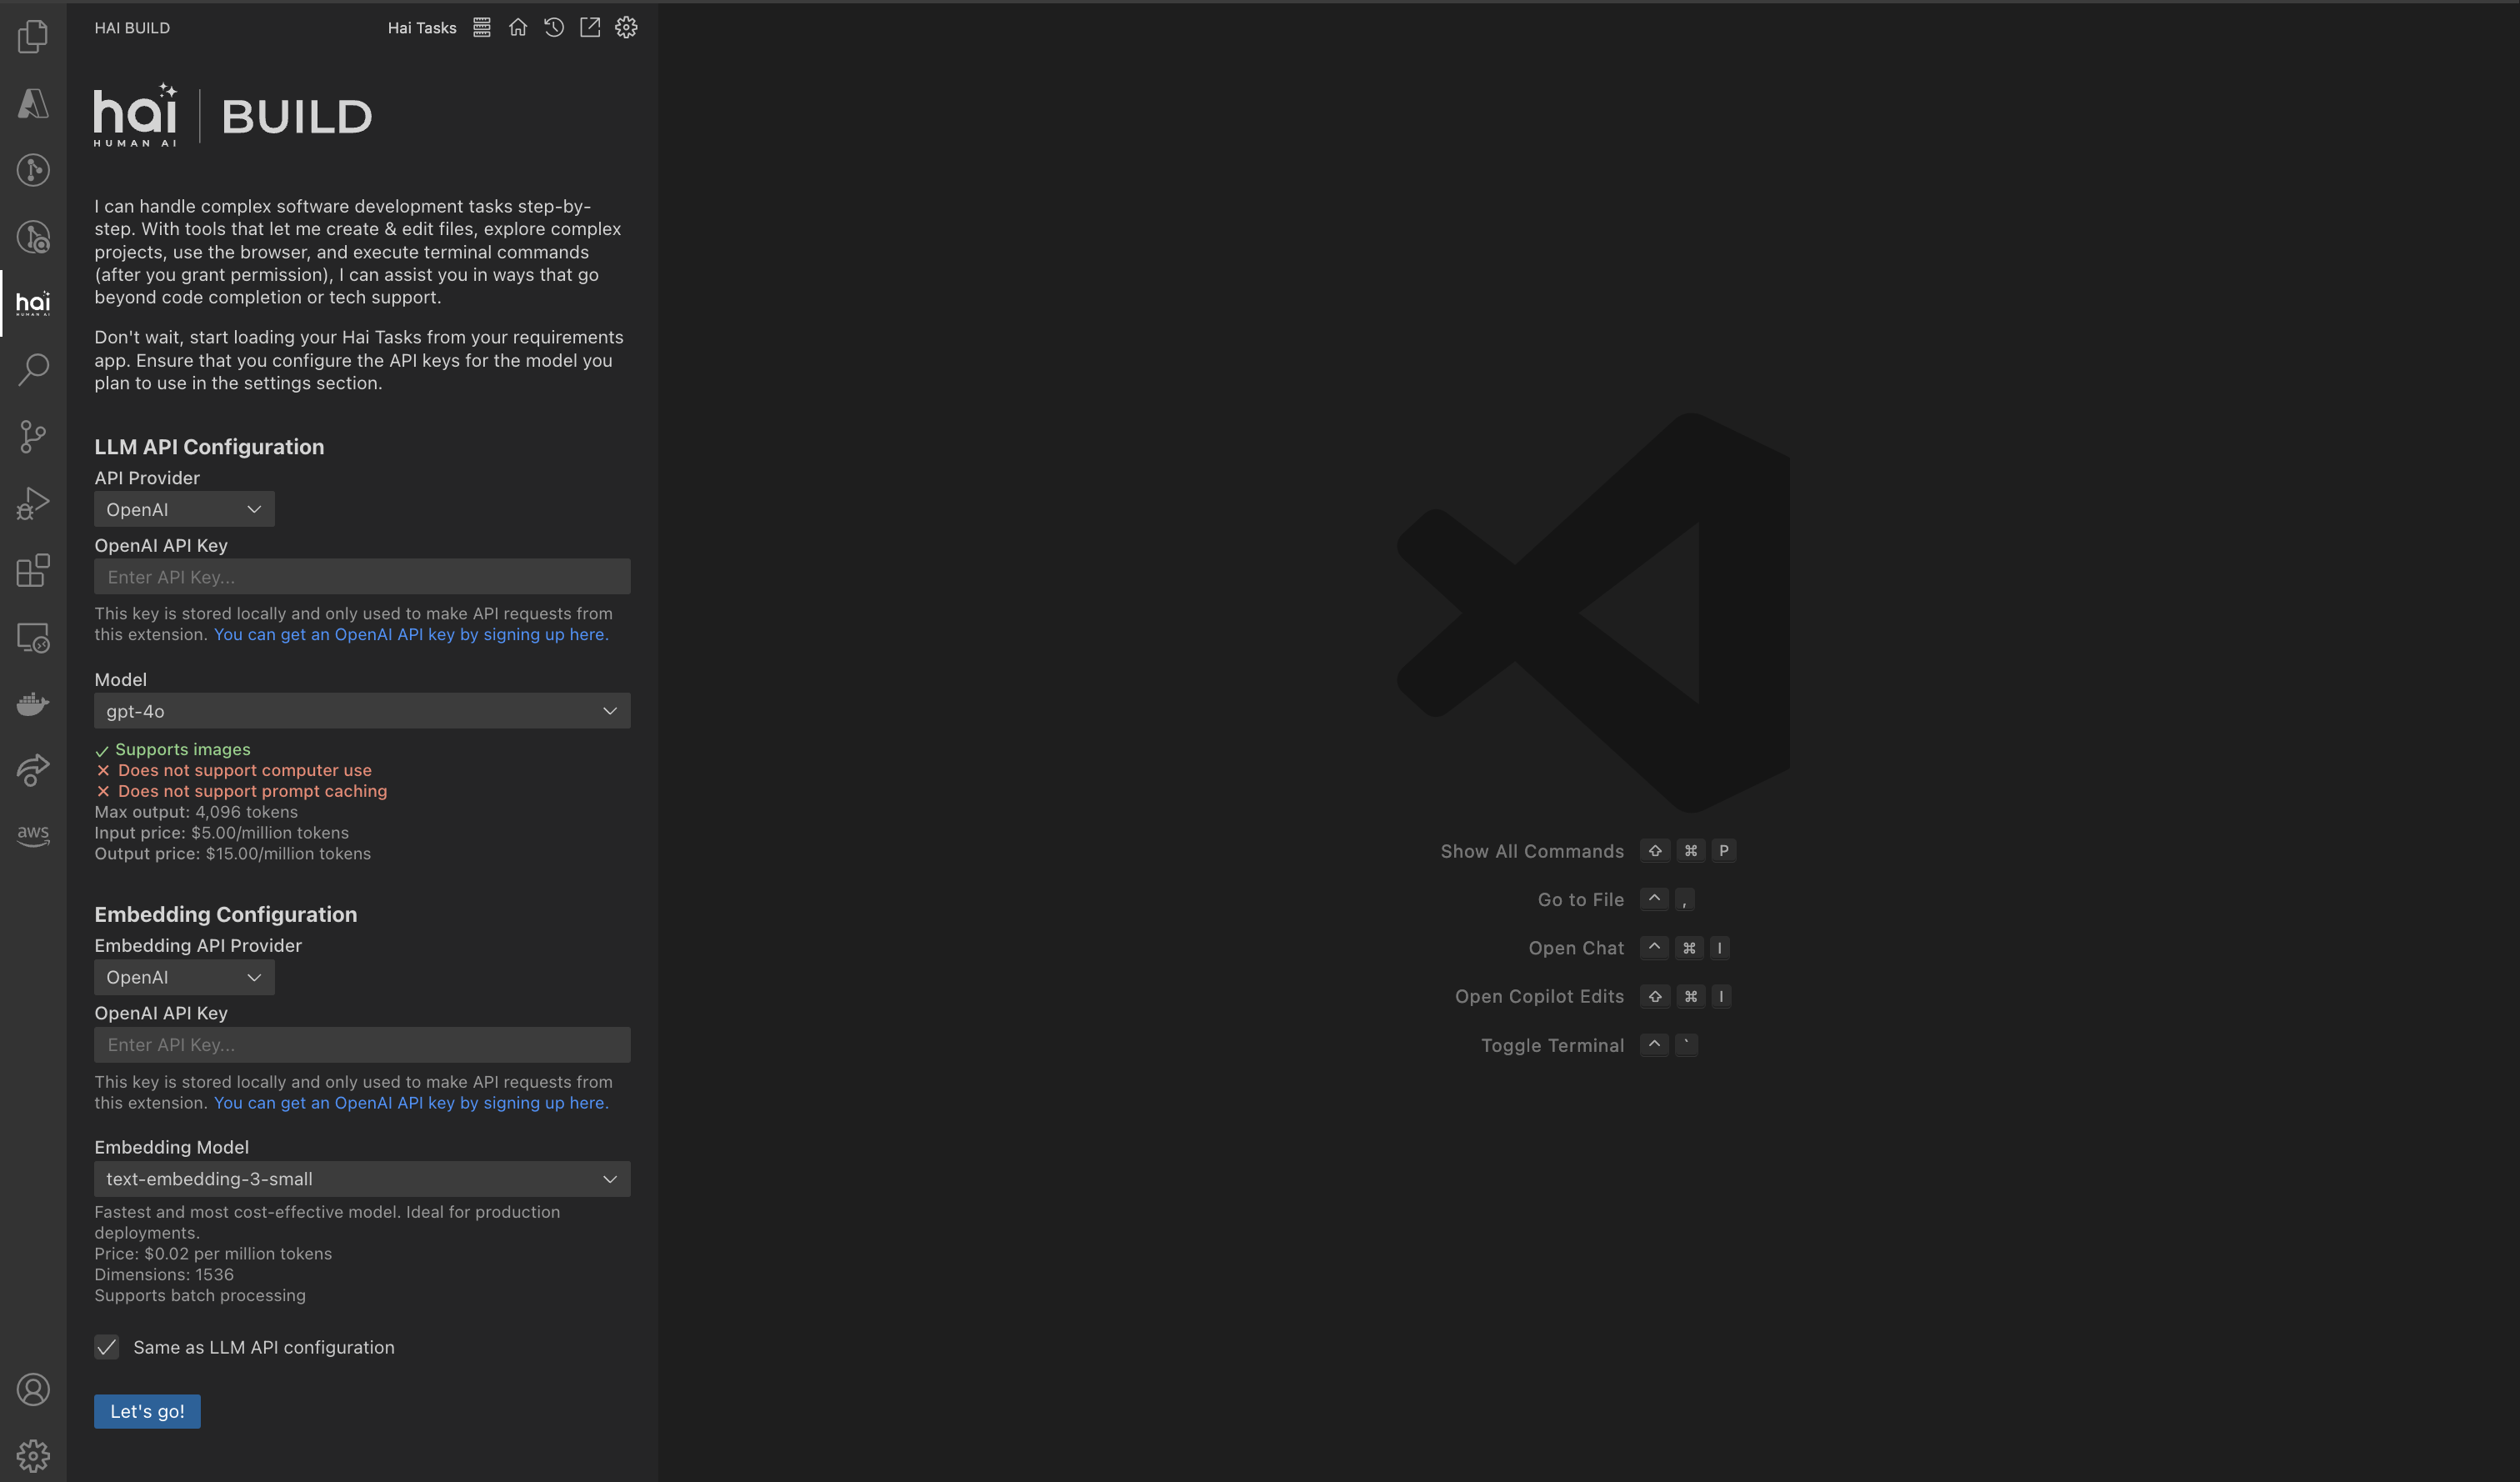 HAI BUILD
Hai Tasks
hai
HUMAN AI
BUILD
I can handle complex software development tasks step-by-
step. With tools that let me create & edit files, explore complex
projects, use the browser, and execute terminal commands
(after you grant permission), I can assist you in ways that go
beyond code completion or tech support.
Don't wait, start loading your Hai Tasks from your requirements
app. Ensure that you configure the API keys for the model you
plan to use in the settings section.
LLM API Configuration
API Provider
OpenAI
OpenAI API Key
Enter API Key...
This key is stored locally and only used to make API requests from
this extension. You can get an OpenAI API key by signing up here.
Model
gpt-4o
Supports images
Does not support computer use
Does not support prompt caching
Max output: 4,096 tokens
Input price: $5.00/million tokens
Output price: $15.00/million tokens
Embedding Configuration
Embedding API Provider
OpenAI
OpenAI API Key
Enter API Key...
This key is stored locally and only used to make API requests from
this extension. You can get an OpenAI API key by signing up here.
Embedding Model
text-embedding-3-small
Fastest and most cost-effective model. Ideal for production
deployments.
Price: $0.02 per million tokens
Dimensions: 1536
Supports batch processing
Same as LLM API configuration
Let's go!
hai
HUMAN AI
aws
Show All Commands ⇧ ⌘ P
Go to File ^ ,
Open Chat ^ ⌘ I
Open Copilot Edits ⇧ ⌘ I
Toggle Terminal ^ `